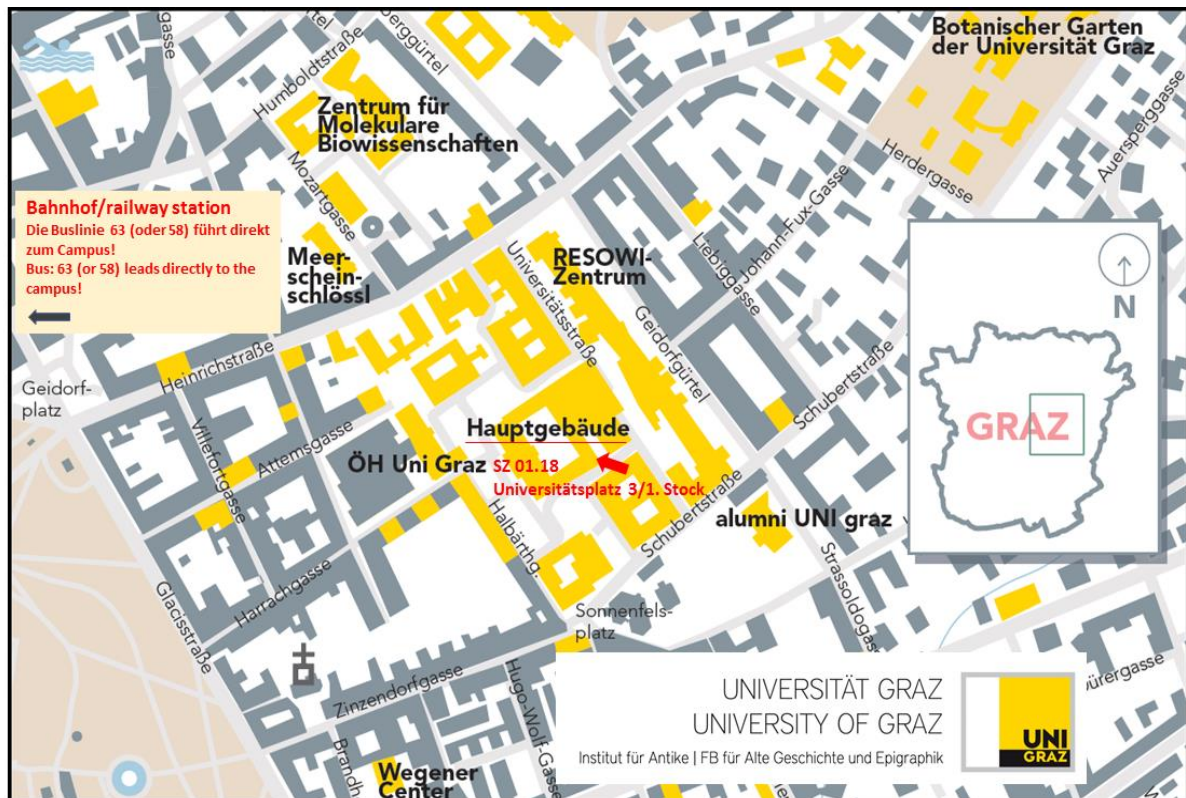 Botanischer Garten
der Universität Graz
Humboldtstraße
Zentrum für
Molekulare
Biowissenschaften
Mozartgasse
Herdergasse
Auersperggasse
Bahnhof/railway station
Die Buslinie 63 (oder 58) führt direkt
zum Campus!
Bus: 63 (or 58) leads directly to the
campus!
Meer-
schein-
schlössl
Universitätsstraße
RESOWI-
Zentrum
Liebiggasse
Johann-Fux-Gasse
Geidorfgürtel
Schubertstraße
N
GRAZ
Geidorf-
platz
Heinrichstraße
Villefortgasse
Attemsgasse
Hauptgebäude
ÖH Uni Graz
SZ 01.18
Universitätsplatz 3/1. Stock
Halbärthg.
Schubertstraße
alumni UNI graz
Strassoldogasse
Glacisstraße
Harrachgasse
Sonnenfels-
platz
Zinzendorfgasse
Hugo-Wolf-Gasse
Wegener
Center
UNIVERSITÄT GRAZ
UNIVERSITY OF GRAZ
Institut für Antike | FB für Alte Geschichte und Epigraphik
UNI
GRAZ